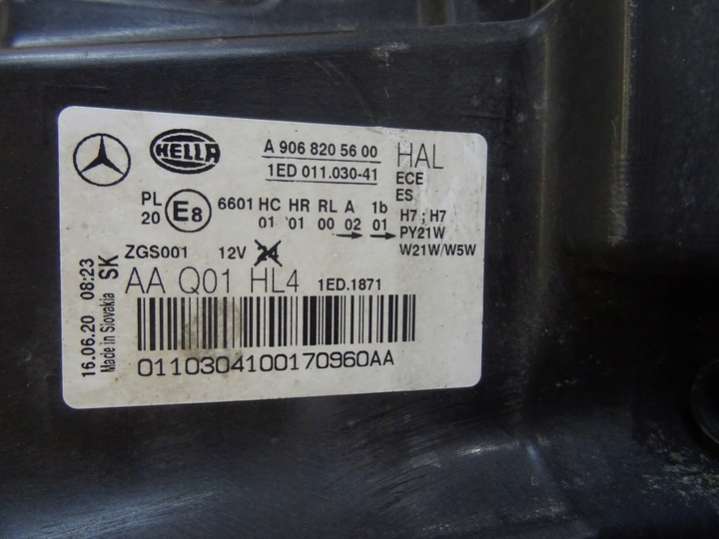 HELLA
A 906 820 56 00 HAL
1ED 011.030-41 ECE
ES
PL 20 E8 6601 HC HR RL A 1b
01 01 00 02 01
H7 ; H7
PY21W
W21W/W5W
ZGS001 12V 24
AA Q01 HL4 1ED.1871
0110304100170960AA
16.06.20 08:23
Made in Slovakia SK